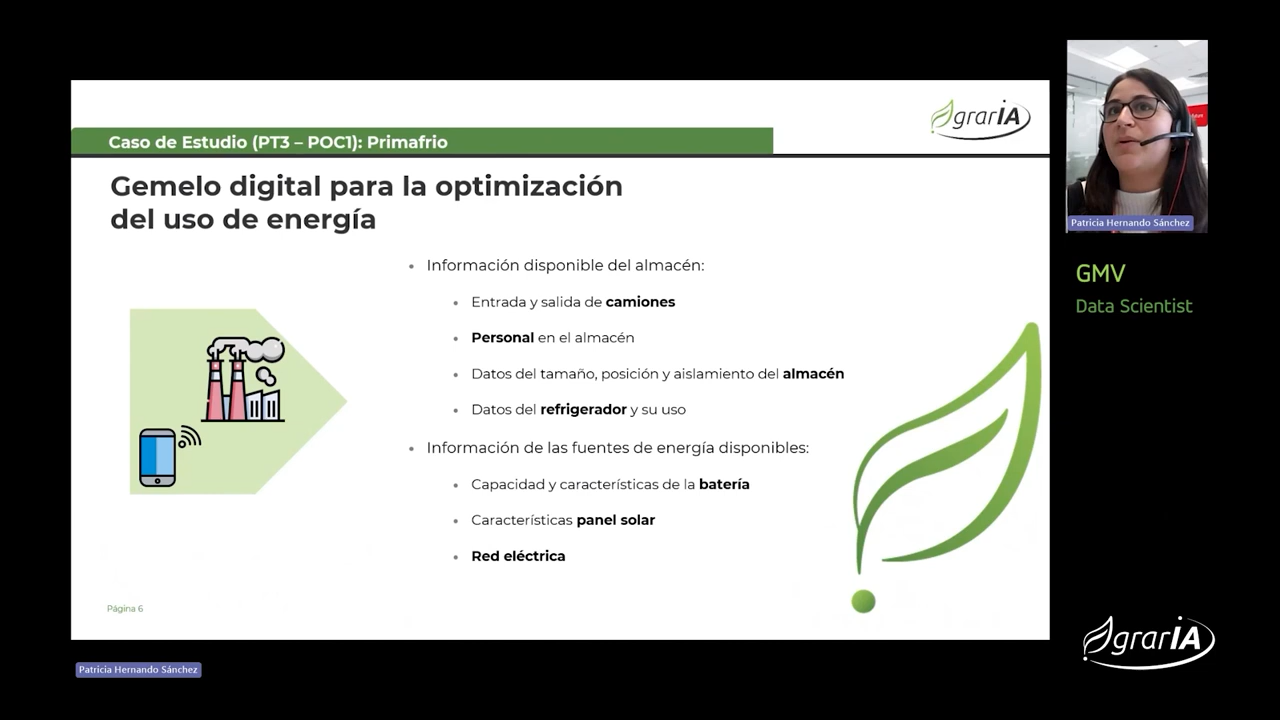 Caso de Estudio (PT3 – POC1): Primafrio
grarIA
Gemelo digital para la optimización
del uso de energía
• Información disponible del almacén:
• Entrada y salida de camiones
• Personal en el almacén
• Datos del tamaño, posición y aislamiento del almacén
• Datos del refrigerador y su uso
• Información de las fuentes de energía disponibles:
• Capacidad y características de la batería
• Características panel solar
• Red eléctrica
Página 6
Patricia Hernando Sánchez
Patricia Hernando Sánchez
GMV
Data Scientist
grarIA